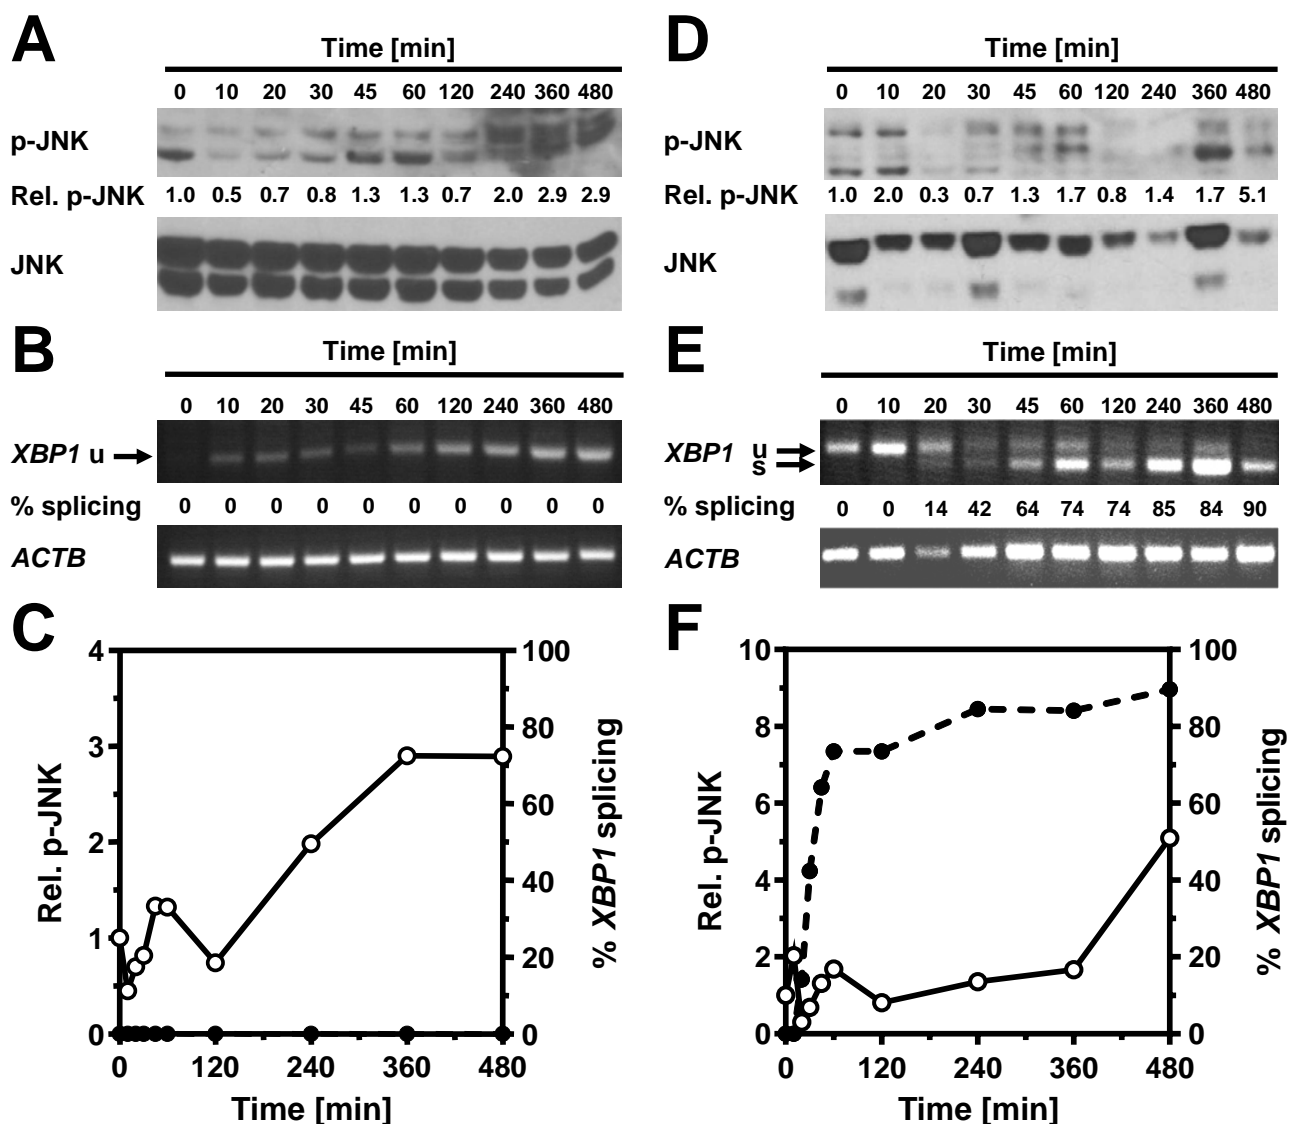 A
Time [min]
0 10 20 30 45 60 120 240 360 480
p-JNK
Rel. p-JNK 1.0 0.5 0.7 0.8 1.3 1.3 0.7 2.0 2.9 2.9
JNK
B
Time [min]
0 10 20 30 45 60 120 240 360 480
XBP1 u
% splicing 0 0 0 0 0 0 0 0 0 0
ACTB
C
4
3
2
1
0
Rel. p-JNK
100
80
60
40
20
0
% XBP1 splicing
0 120 240 360 480
Time [min]
D
Time [min]
0 10 20 30 45 60 120 240 360 480
p-JNK
Rel. p-JNK 1.0 2.0 0.3 0.7 1.3 1.7 0.8 1.4 1.7 5.1
JNK
E
Time [min]
0 10 20 30 45 60 120 240 360 480
XBP1 u
s
% splicing 0 0 14 42 64 74 74 85 84 90
ACTB
F
10
8
6
4
2
0
Rel. p-JNK
100
80
60
40
20
0
% XBP1 splicing
0 120 240 360 480
Time [min]